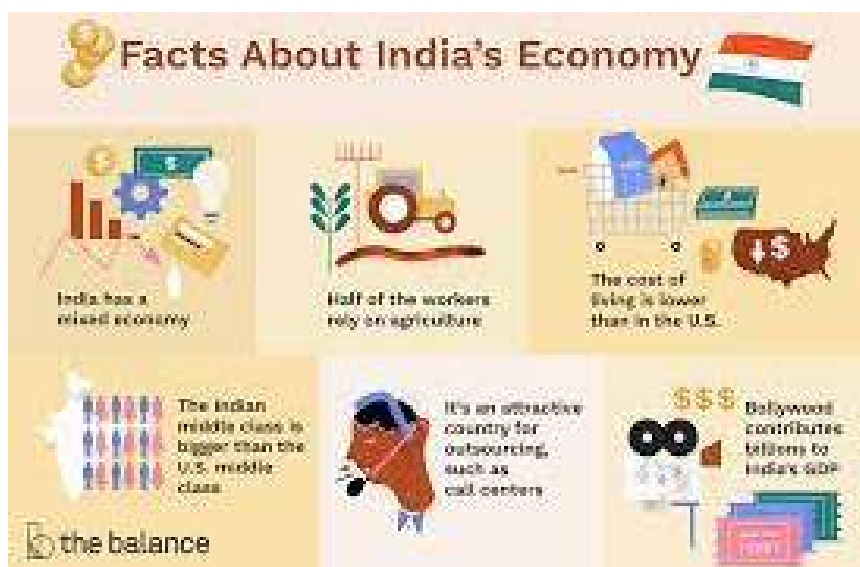 Facts About India's Economy
India has a
mixed economy
Half of the workers
rely on agriculture
The cost of
living is lower
than in the U.S.
The Indian
middle class is
bigger than the
U.S. middle
class
It's an attractive
country for
outsourcing,
such as
call centers
$$$
Bollywood
contributes
billions to
India's GDP
the balance